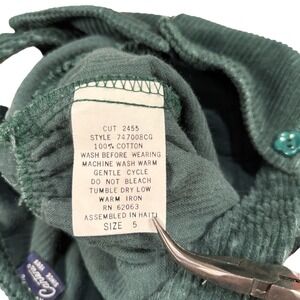 CUT 2455
STYLE 747008CG
100% COTTON
WASH BEFORE WEARING
MACHINE WASH WARM
GENTLE CYCLE
DO NOT BLEACH
TUMBLE DRY LOW
WARM IRON
RN 62063
ASSEMBLED IN HAITI
SIZE 5